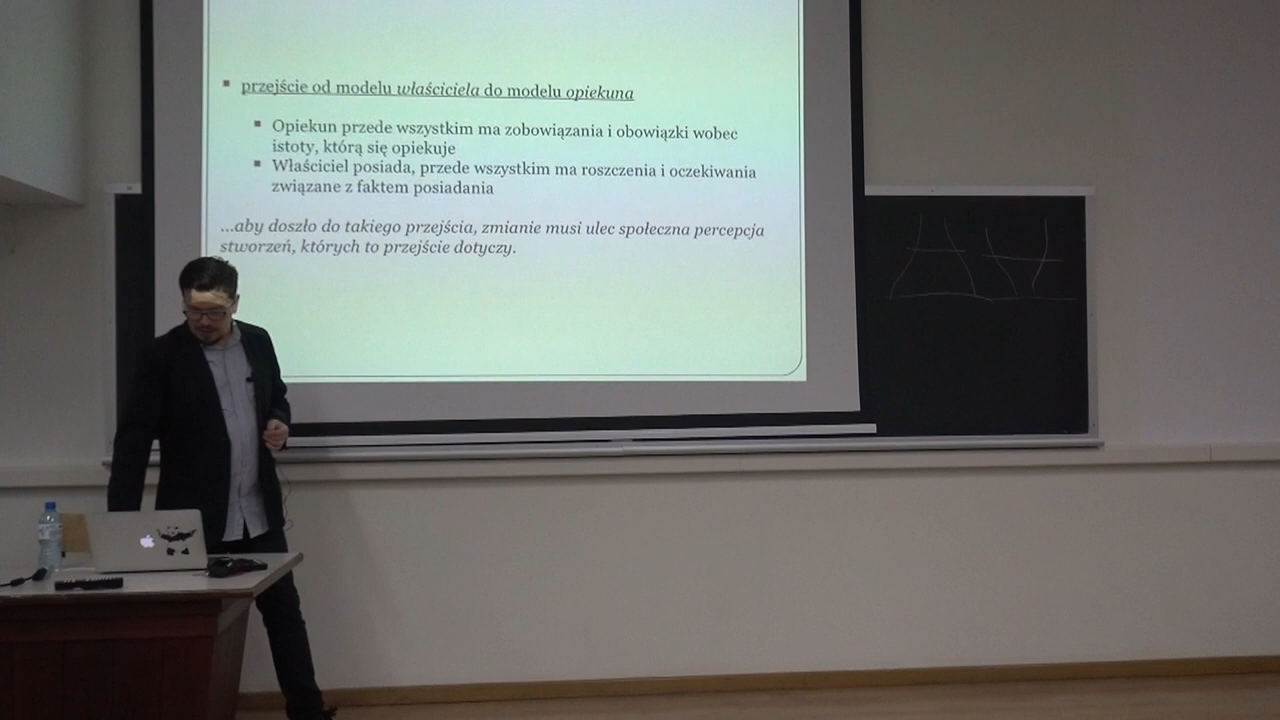 przejście od modelu właściciela do modelu opiekuna
Opiekun przede wszystkim ma zobowiązania i obowiązki wobec
istoty, którą się opiekuje
Właściciel posiada, przede wszystkim ma roszczenia i oczekiwania
związane z faktem posiadania
...aby doszło do takiego przejścia, zmianie musi ulec społeczna percepcja
stworzeń, których to przejście dotyczy.